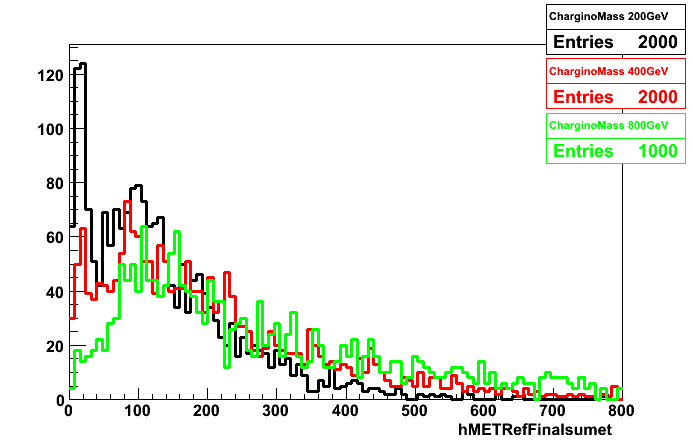 CharginoMass 200GeV
Entries 2000
CharginoMass 400GeV
Entries 2000
CharginoMass 800GeV
Entries 1000
120
100
80
60
40
20
0
0 100 200 300 400 500 600 700 800
hMETRefFinalsumet